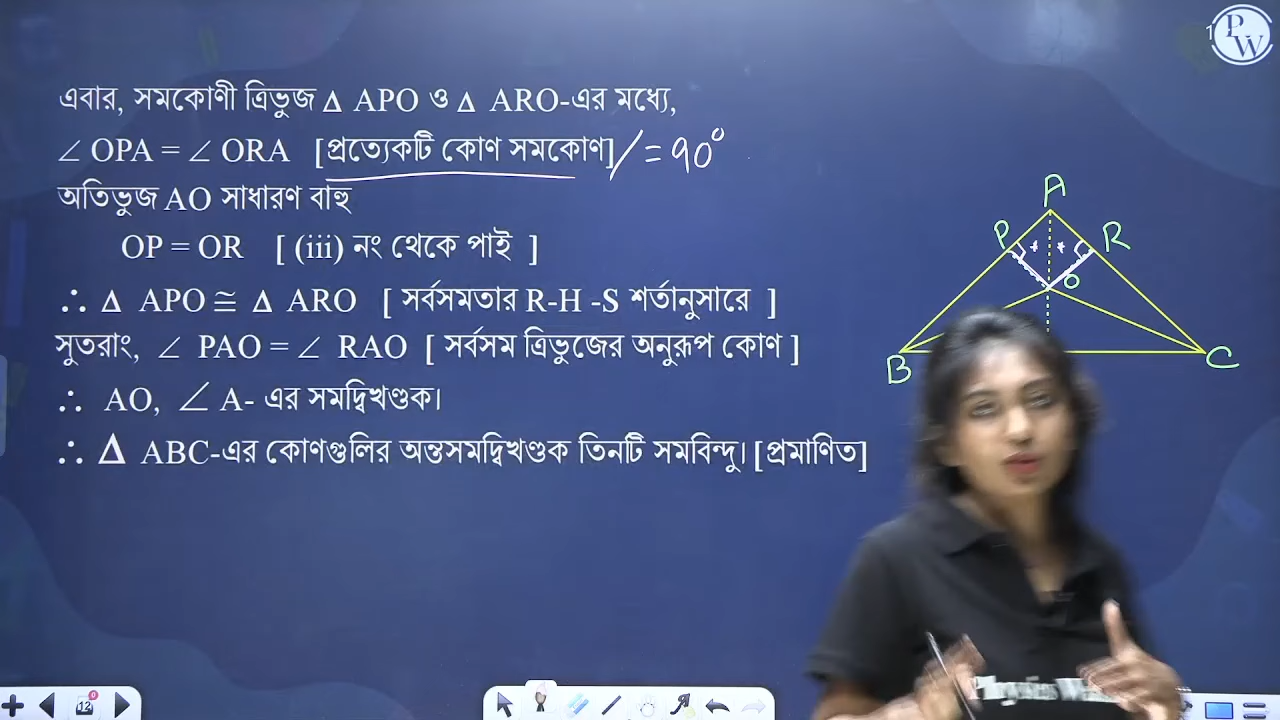 এবার, সমকোণী ত্রিভুজ Δ APO ও Δ ARO-এর মধ্যে,
∠ OPA = ∠ ORA [প্রত্যেকটি কোণ সমকোণ] / = 90°
অতিভুজ AO সাধারণ বাহু
OP = OR [ (iii) নং থেকে পাই ]
∴ Δ APO ≅ Δ ARO [ সর্বসমতার R-H -S শর্তানুসারে ]
সুতরাং, ∠ PAO = ∠ RAO [ সর্বসম ত্রিভুজের অনুরূপ কোণ ]
∴ AO, ∠ A- এর সমদ্বিখণ্ডক।
∴ Δ ABC-এর কোণগুলির অন্তসমদ্বিখণ্ডক তিনটি সমবিন্দু। [প্রমাণিত]
A
P R
O
B C
PW
12
0